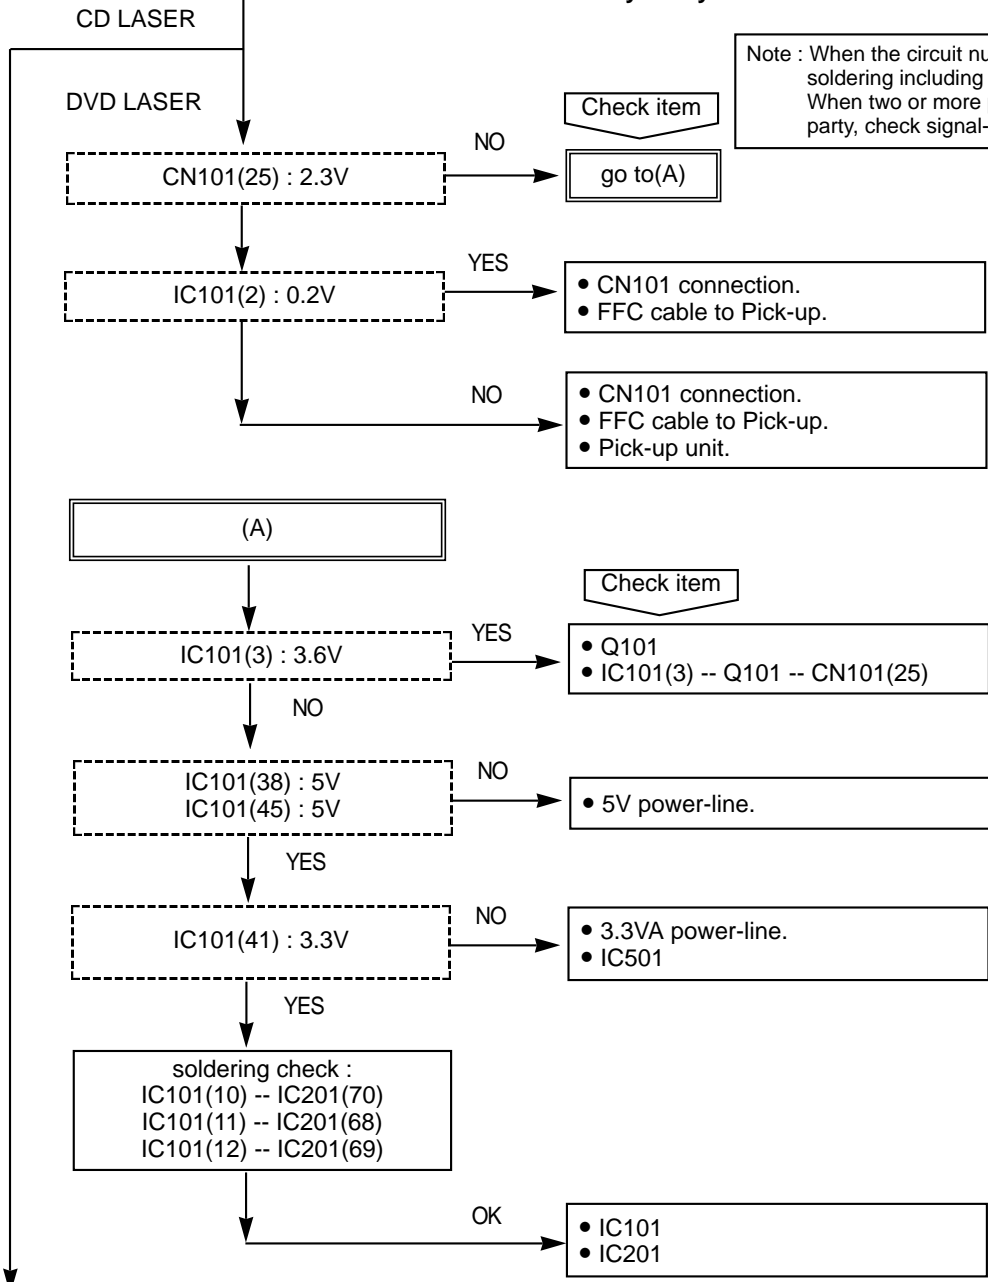 CD LASER
Note : When the circuit
soldering including
DVD LASER
When two or more
party, check signal-
Check item
NO
CN101(25) : 2.3V
go to(A)
YES
IC101(2) : 0.2V
● CN101 connection.
● FFC cable to Pick-up.
NO
● CN101 connection.
● FFC cable to Pick-up.
● Pick-up unit.
(A)
Check item
YES
IC101(3) : 3.6V
● Q101
● IC101(3) -- Q101 -- CN101(25)
NO
IC101(38) : 5V
IC101(45) : 5V
NO
● 5V power-line.
YES
IC101(41) : 3.3V
NO
● 3.3VA power-line.
● IC501
YES
soldering check :
IC101(10) -- IC201(70)
IC101(11) -- IC201(68)
IC101(12) -- IC201(69)
OK
● IC101
● IC201